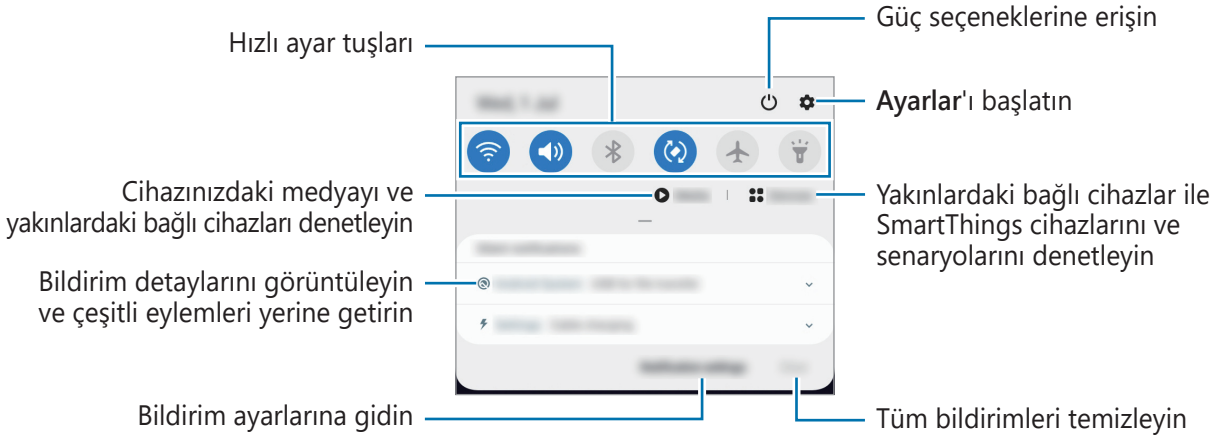 Güç seçeneklerine erişin
Hızlı ayar tuşları
Ayarlar'ı başlatın
Cihazınızdaki medyayı ve
yakınlardaki bağlı cihazları denetleyin
Yakınlardaki bağlı cihazlar ile
SmartThings cihazlarını ve
senaryolarını denetleyin
Bildirim detaylarını görüntüleyin
ve çeşitli eylemleri yerine getirin
Bildirim ayarlarına gidin
Tüm bildirimleri temizleyin